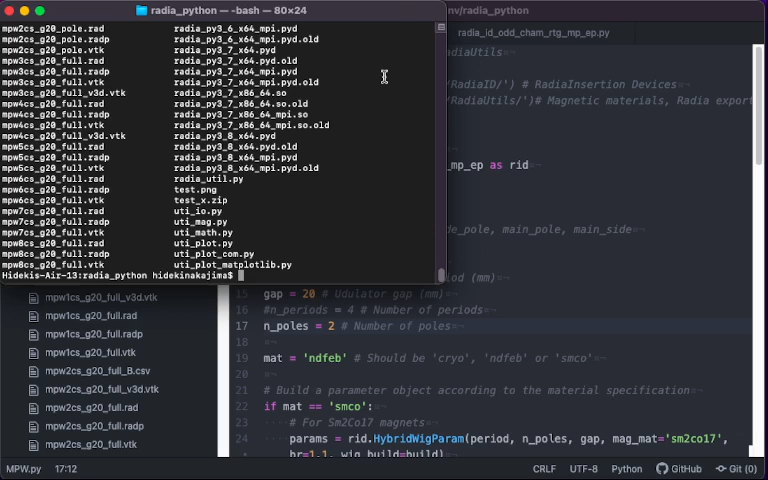 radia_python — -bash — 80×24
mpw2cs_g20_pole.rad radia_py3_6_x64_mpi.pyd
mpw2cs_g20_pole.radp radia_py3_6_x64_mpi.pyd.old
mpw2cs_g20_pole.vtk radia_py3_7_x64.pyd
mpw3cs_g20_full.rad radia_py3_7_x64.pyd.old
mpw3cs_g20_full.radp radia_py3_7_x64_mpi.pyd
mpw3cs_g20_full.vtk radia_py3_7_x64_mpi.pyd.old
mpw3cs_g20_full_v3d.vtk radia_py3_7_x86_64.so
mpw4cs_g20_full.rad radia_py3_7_x86_64.so.old
mpw4cs_g20_full.radp radia_py3_7_x86_64_mpi.so
mpw4cs_g20_full.vtk radia_py3_7_x86_64_mpi.so.old
mpw4cs_g20_full_v3d.vtk radia_py3_8_x64.pyd
mpw5cs_g20_full.rad radia_py3_8_x64.pyd.old
mpw5cs_g20_full.radp radia_py3_8_x64_mpi.pyd
mpw5cs_g20_full.vtk radia_py3_8_x64_mpi.pyd.old
mpw6cs_g20_full.rad radia_util.py
mpw6cs_g20_full.radp test.png
mpw6cs_g20_full.vtk test_x.zip
mpw7cs_g20_full.rad uti_io.py
mpw7cs_g20_full.radp uti_mag.py
mpw7cs_g20_full.vtk uti_math.py
mpw8cs_g20_full.rad uti_plot.py
mpw8cs_g20_full.radp uti_plot_com.py
mpw8cs_g20_full.vtk uti_plot_matplotlib.py
Hidekis-Air-13:radia_python hidekinakajima$
nv/radia_python
radia_id_odd_cham_rtg_mp_ep.py
adiaUtils
/RadiaID/') # RadiaInsertion Devices
/RadiaUtils/')# Magnetic materials, Radia export
_mp_ep as rid
de_pole, main_pole, main_side
iod (mm)
15 gap = 20 # Udulator gap (mm)
16 #n_periods = 4 # Number of periods
17 n_poles = 2 # Number of poles
18
19 mat = 'ndfeb' # Should be 'cryo', 'ndfeb' or 'smco'
20
21 # Build a parameter object according to the material specification
22 if mat == 'smco':
23 # For Sm2Co17 magnets
24 params = rid.HybridWigParam(period, n_poles, gap, mag_mat='sm2co17',
br=1.1, wig_build=build)
mpw1cs_g20_full_v3d.vtk
mpw1cs_g20_full.rad
mpw1cs_g20_full.radp
mpw1cs_g20_full.vtk
mpw2cs_g20_full_B.csv
mpw2cs_g20_full_v3d.vtk
mpw2cs_g20_full.rad
mpw2cs_g20_full.radp
mpw2cs_g20_full.vtk
MPW.py 17:12 CRLF UTF-8 Python GitHub Git (0)